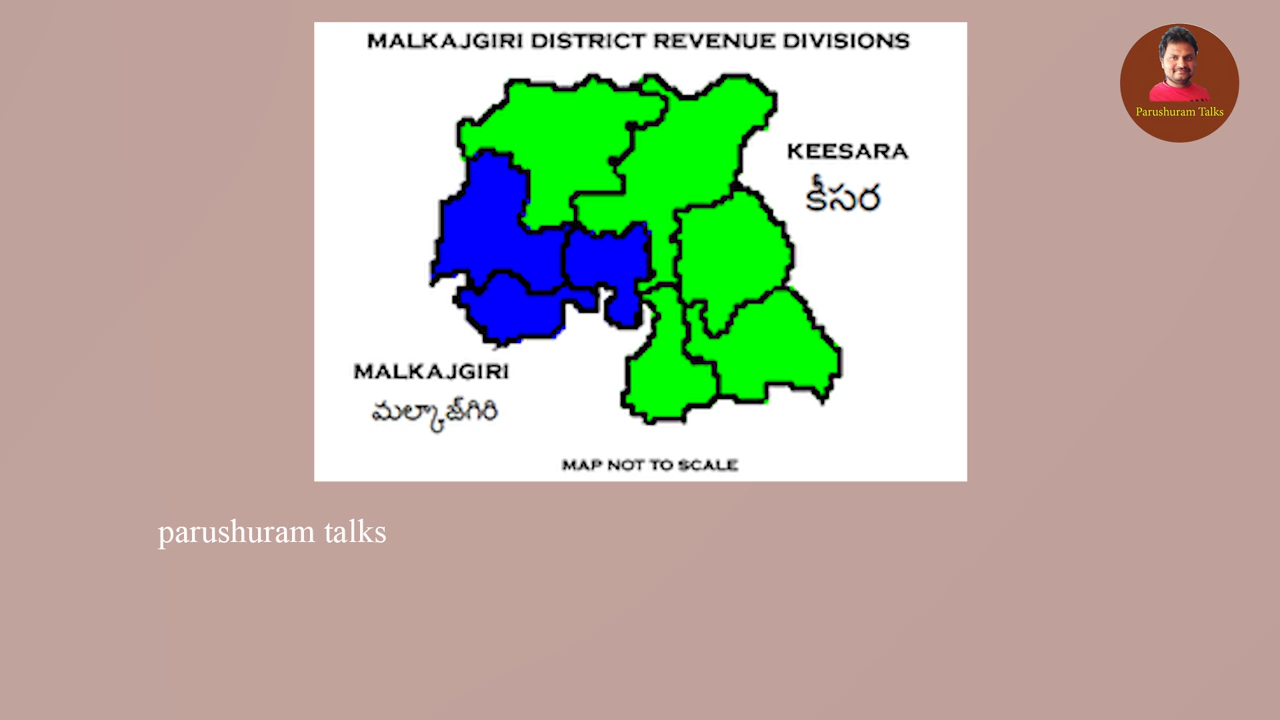 MALKAJGIRI DISTRICT REVENUE DIVISIONS
Parushuram Talks
KEESARA
కీసర
MALKAJGIRI
మల్కాజ్‌గిరి
MAP NOT TO SCALE
parushuram talks